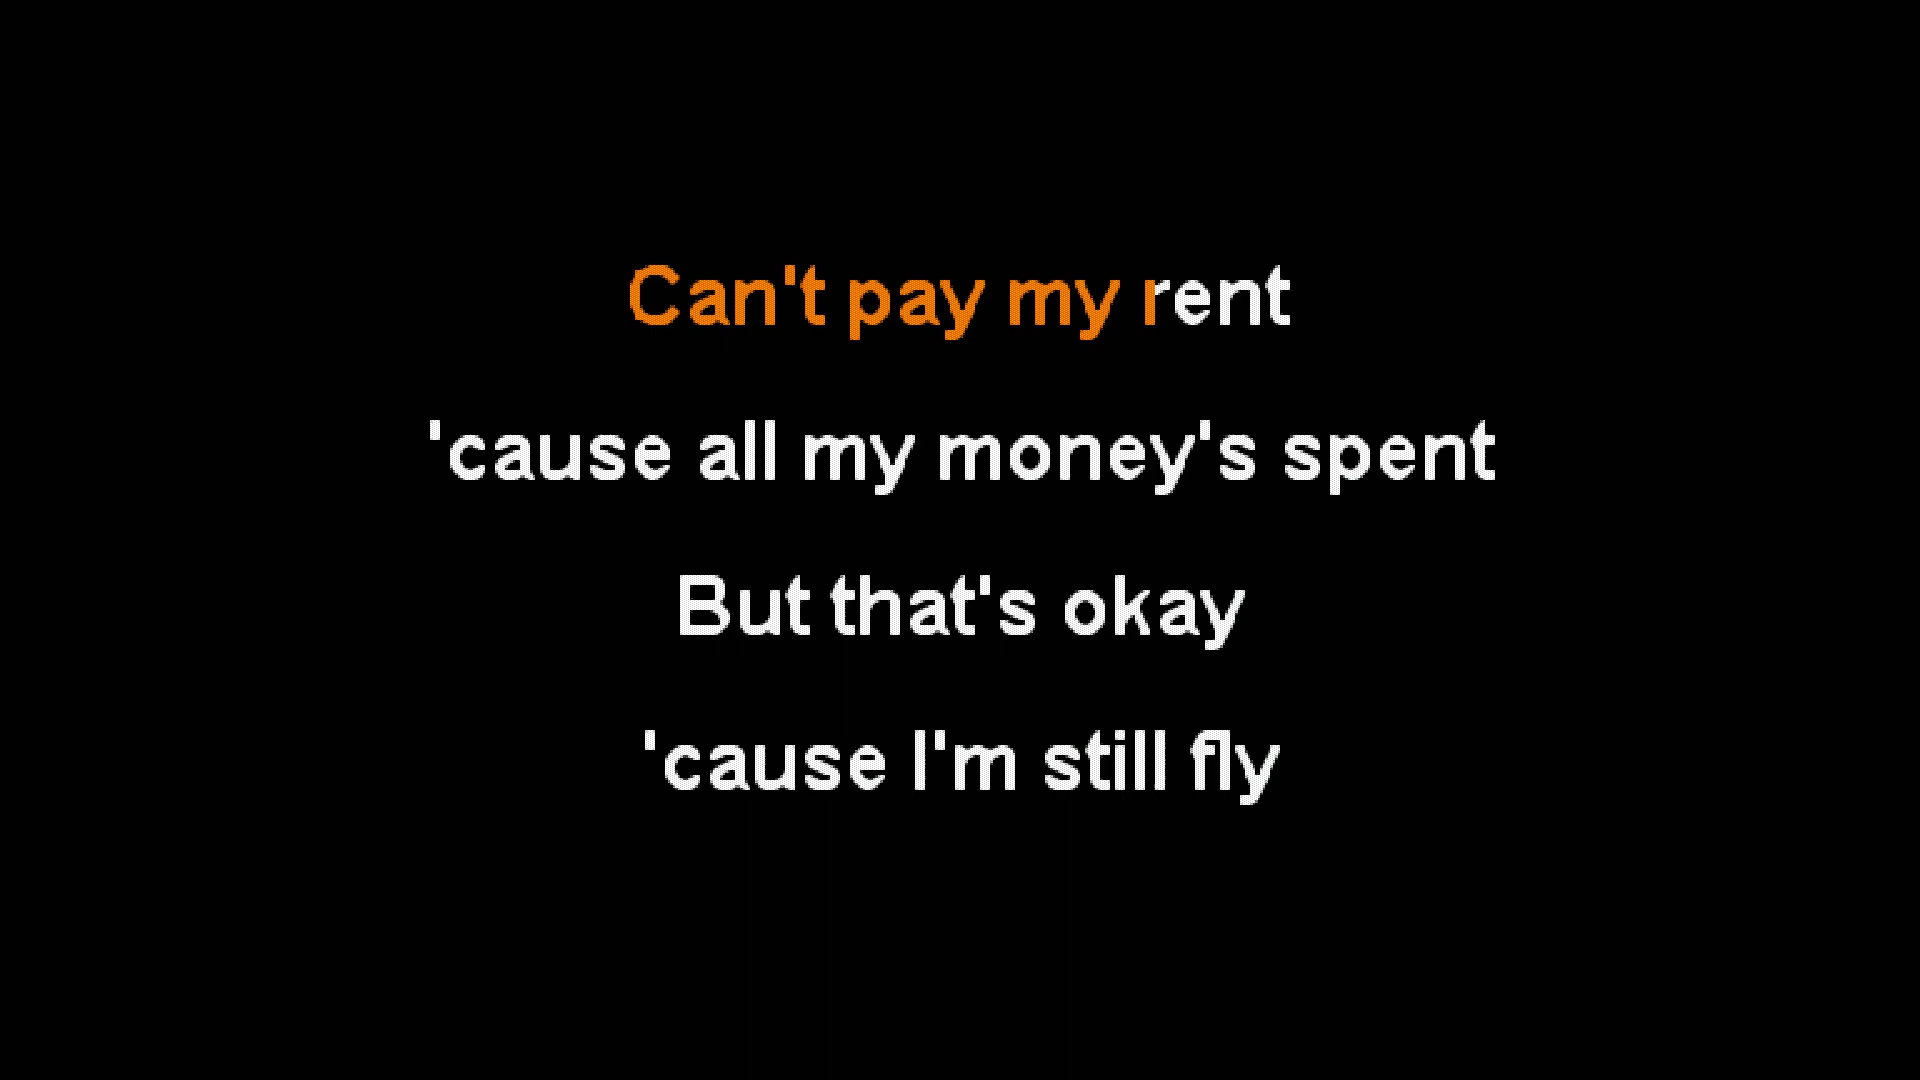 Can't pay my rent
'cause all my money's spent
But that's okay
'cause I'm still fly